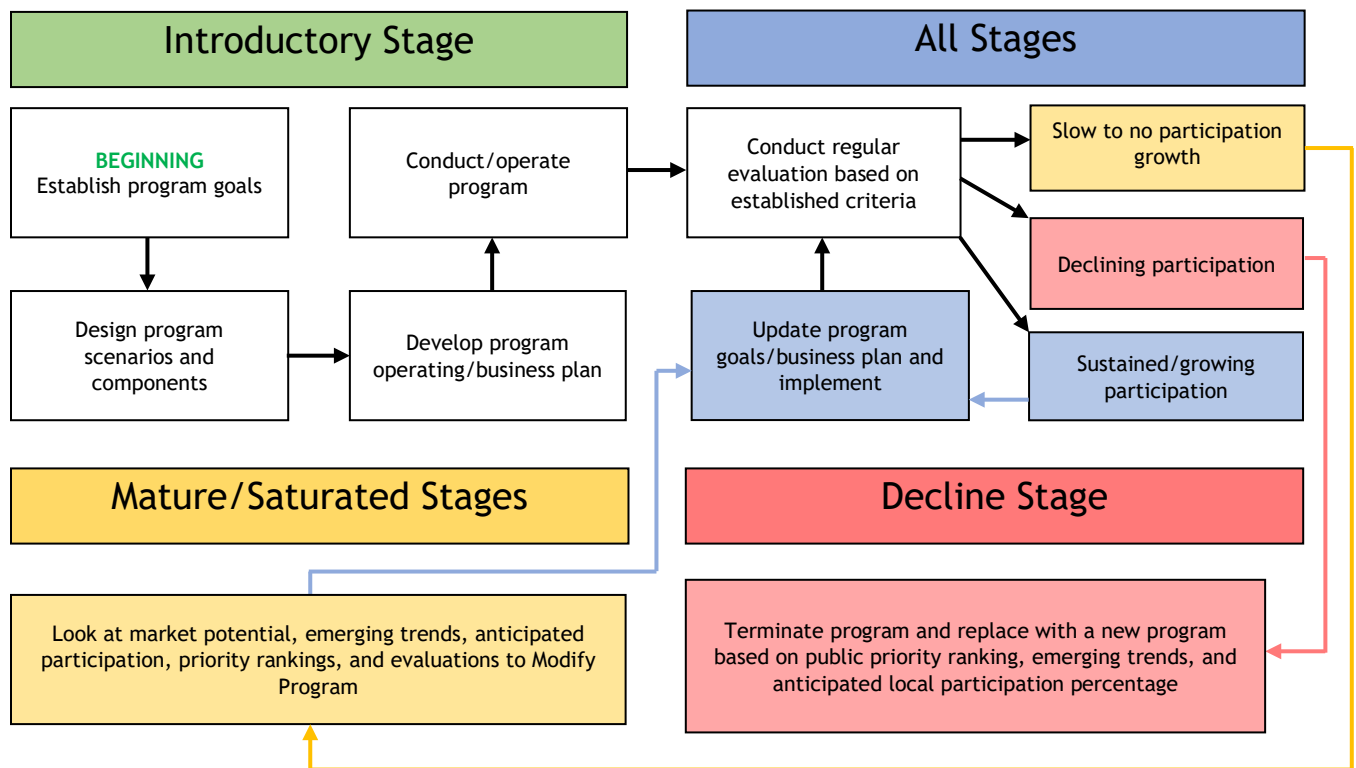 Introductory Stage
All Stages
BEGINNING
Establish program goals
Conduct/operate
program
Conduct regular
evaluation based on
established criteria
Slow to no participation
growth
Declining participation
Design program
scenarios and
components
Develop program
operating/business plan
Update program
goals/business plan and
implement
Sustained/growing
participation
Mature/Saturated Stages
Decline Stage
Look at market potential, emerging trends, anticipated
participation, priority rankings, and evaluations to Modify
Program
Terminate program and replace with a new program
based on public priority ranking, emerging trends, and
anticipated local participation percentage